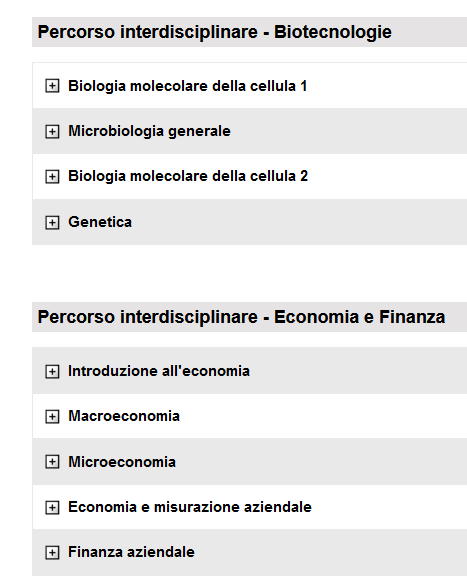 Percorso interdisciplinare - Biotecnologie
Biologia molecolare della cellula 1
Microbiologia generale
Biologia molecolare della cellula 2
Genetica
Percorso interdisciplinare - Economia e Finanza
Introduzione all'economia
Macroeconomia
Microeconomia
Economia e misurazione aziendale
Finanza aziendale